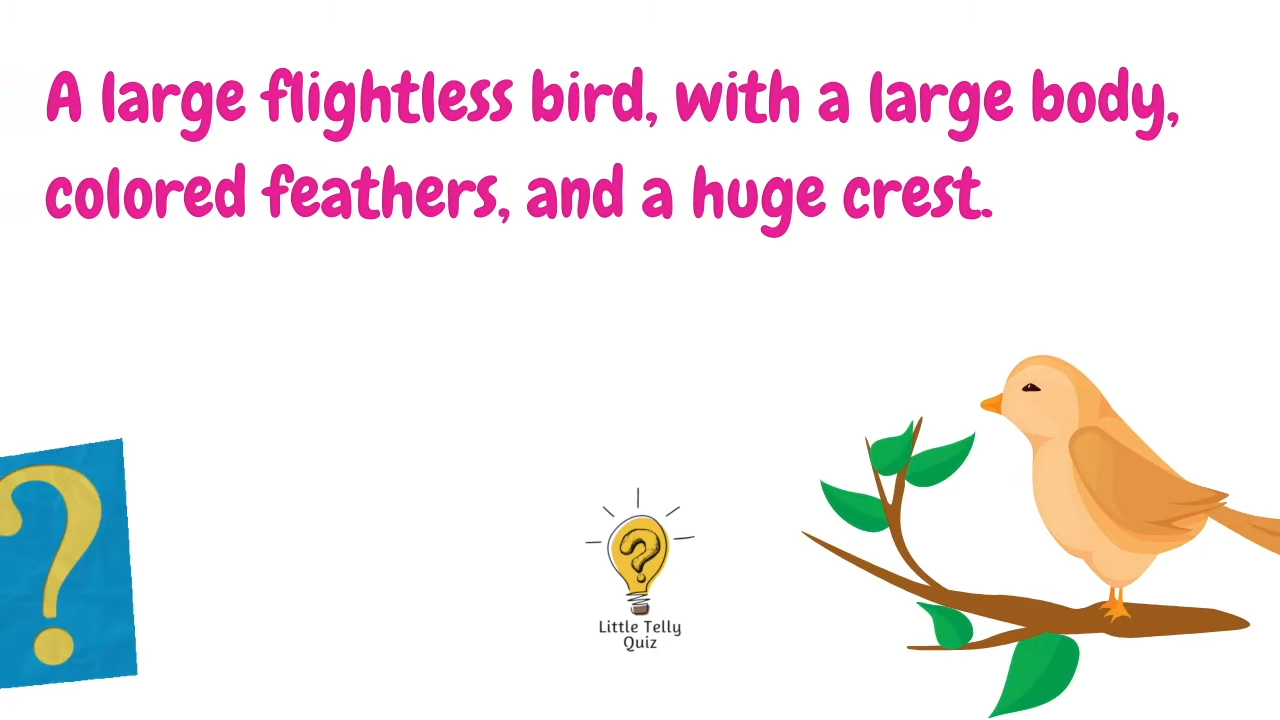 A large flightless bird, with a large body,
colored feathers, and a huge crest.
?
?
Little Telly
Quiz